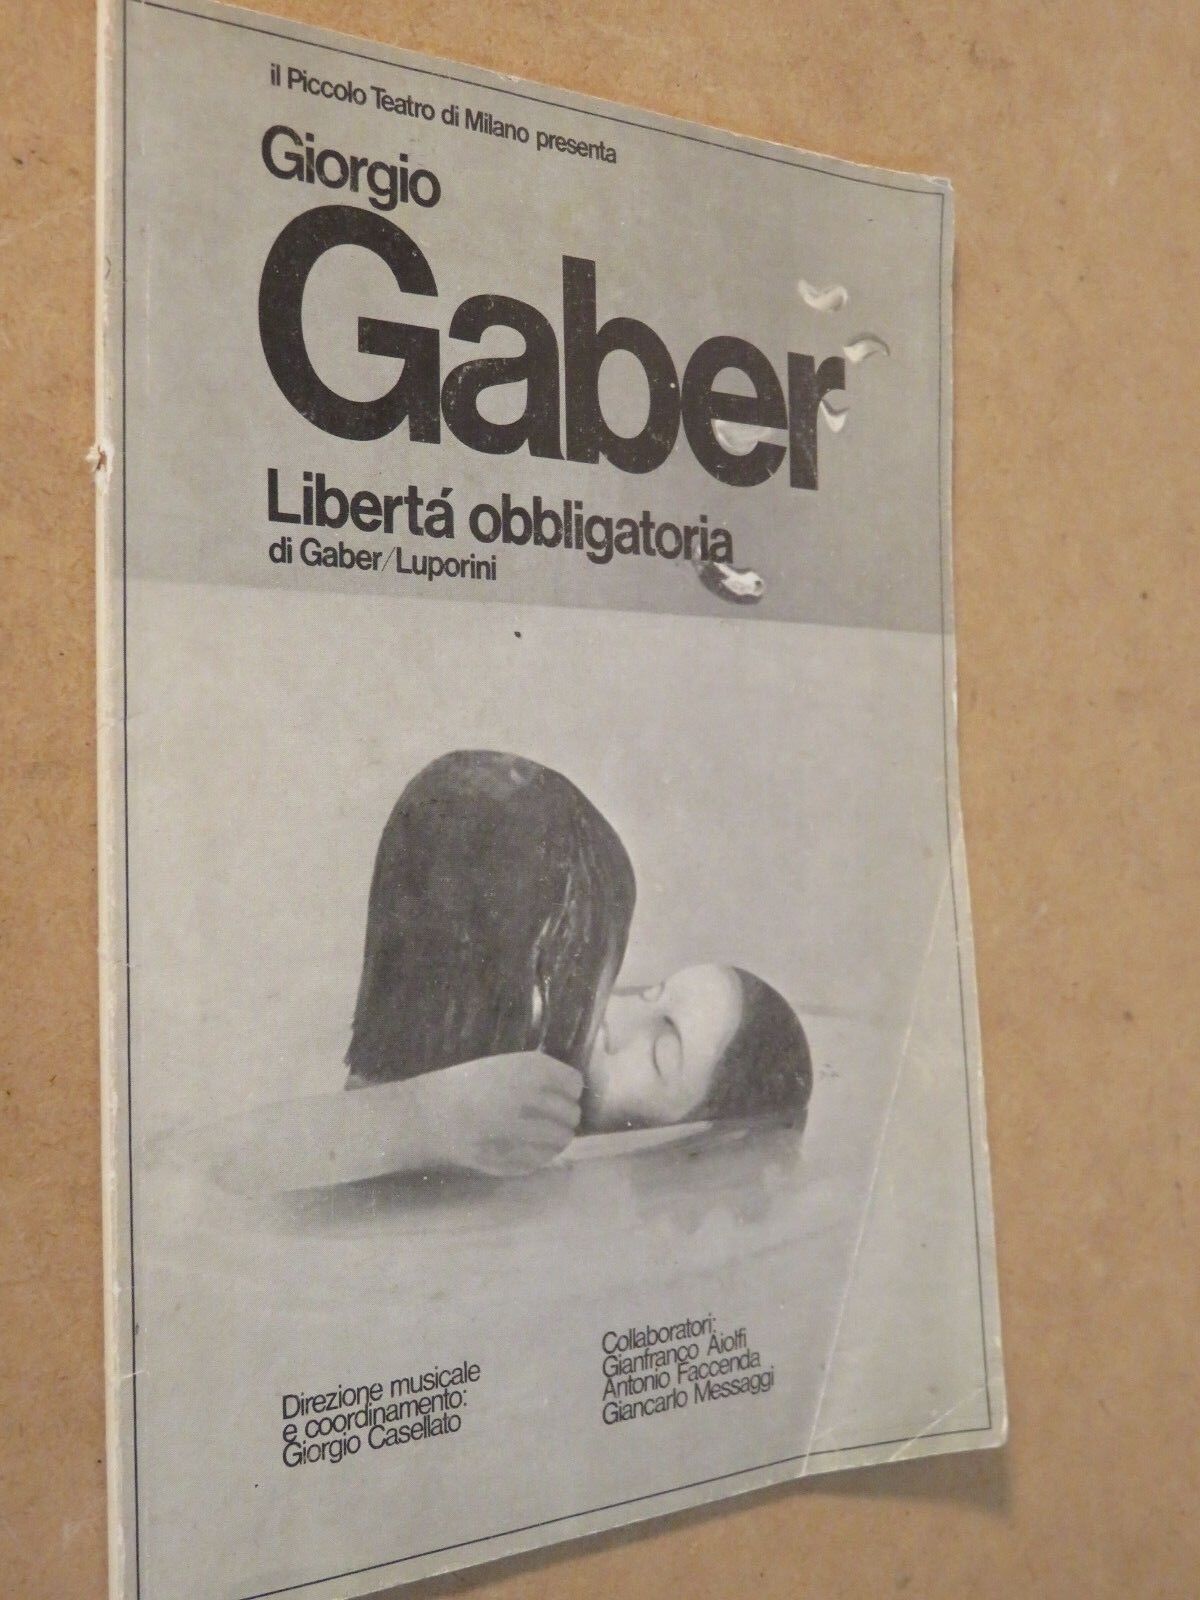 il Piccolo Teatro di Milano presenta
Giorgio
Gaber
Libertá obbligatoria
di Gaber/Luporini
Direzione musicale
e coordinamento:
Giorgio Casellato
Collaboratori:
Gianfranco Aiolfi
Antonio Faccenda
Giancarlo Messaggi